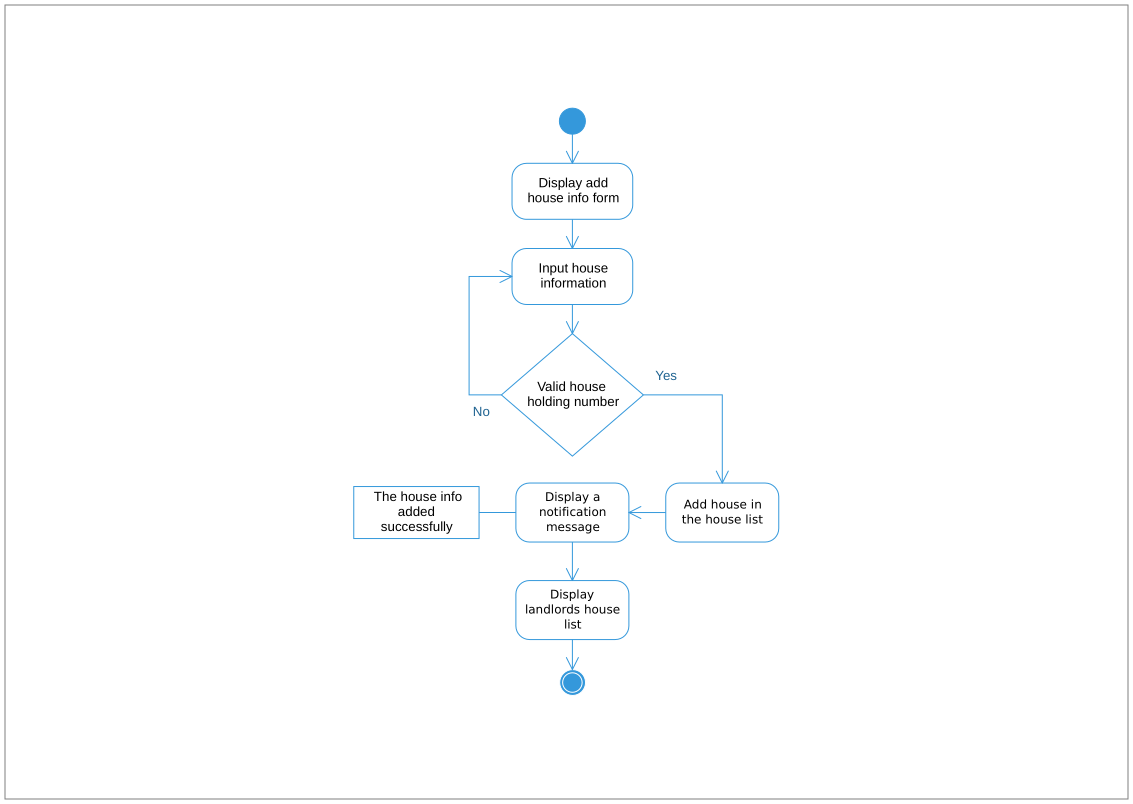 Display add
house info form
Input house
information
Valid house
holding number
Yes
No
The house info
added
successfully
Display a
notification
message
Add house in
the house list
Display
landlords house
list